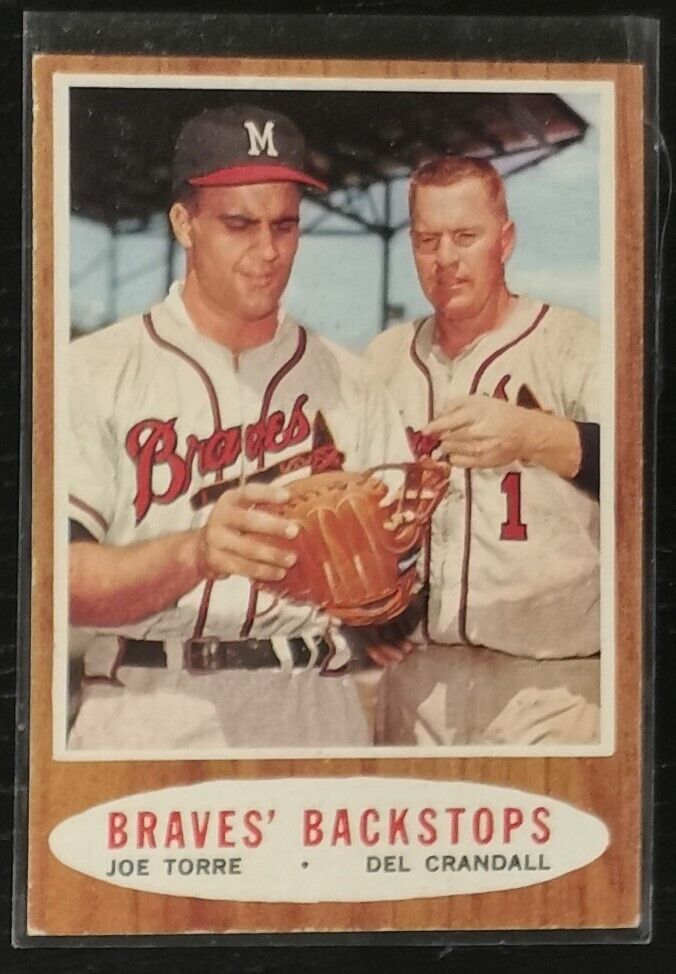 M
Braves
1
BRAVES' BACKSTOPS
JOE TORRE • DEL CRANDALL